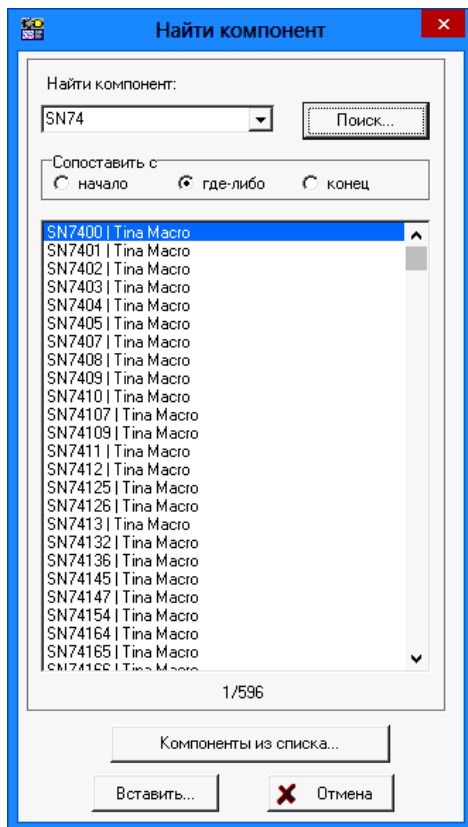 Найти компонент
Найти компонент:
SN74
Поиск...
Сопоставить с
начало где-либо конец
SN7400 | Tina Macro
SN7401 | Tina Macro
SN7402 | Tina Macro
SN7403 | Tina Macro
SN7404 | Tina Macro
SN7405 | Tina Macro
SN7407 | Tina Macro
SN7408 | Tina Macro
SN7409 | Tina Macro
SN7410 | Tina Macro
SN74107 | Tina Macro
SN74109 | Tina Macro
SN7411 | Tina Macro
SN7412 | Tina Macro
SN74125 | Tina Macro
SN74126 | Tina Macro
SN7413 | Tina Macro
SN74132 | Tina Macro
SN74136 | Tina Macro
SN74145 | Tina Macro
SN74147 | Tina Macro
SN74154 | Tina Macro
SN74164 | Tina Macro
SN74165 | Tina Macro
SN74166 | Tina Macro
1/596
Компоненты из списка...
Вставить... Отмена